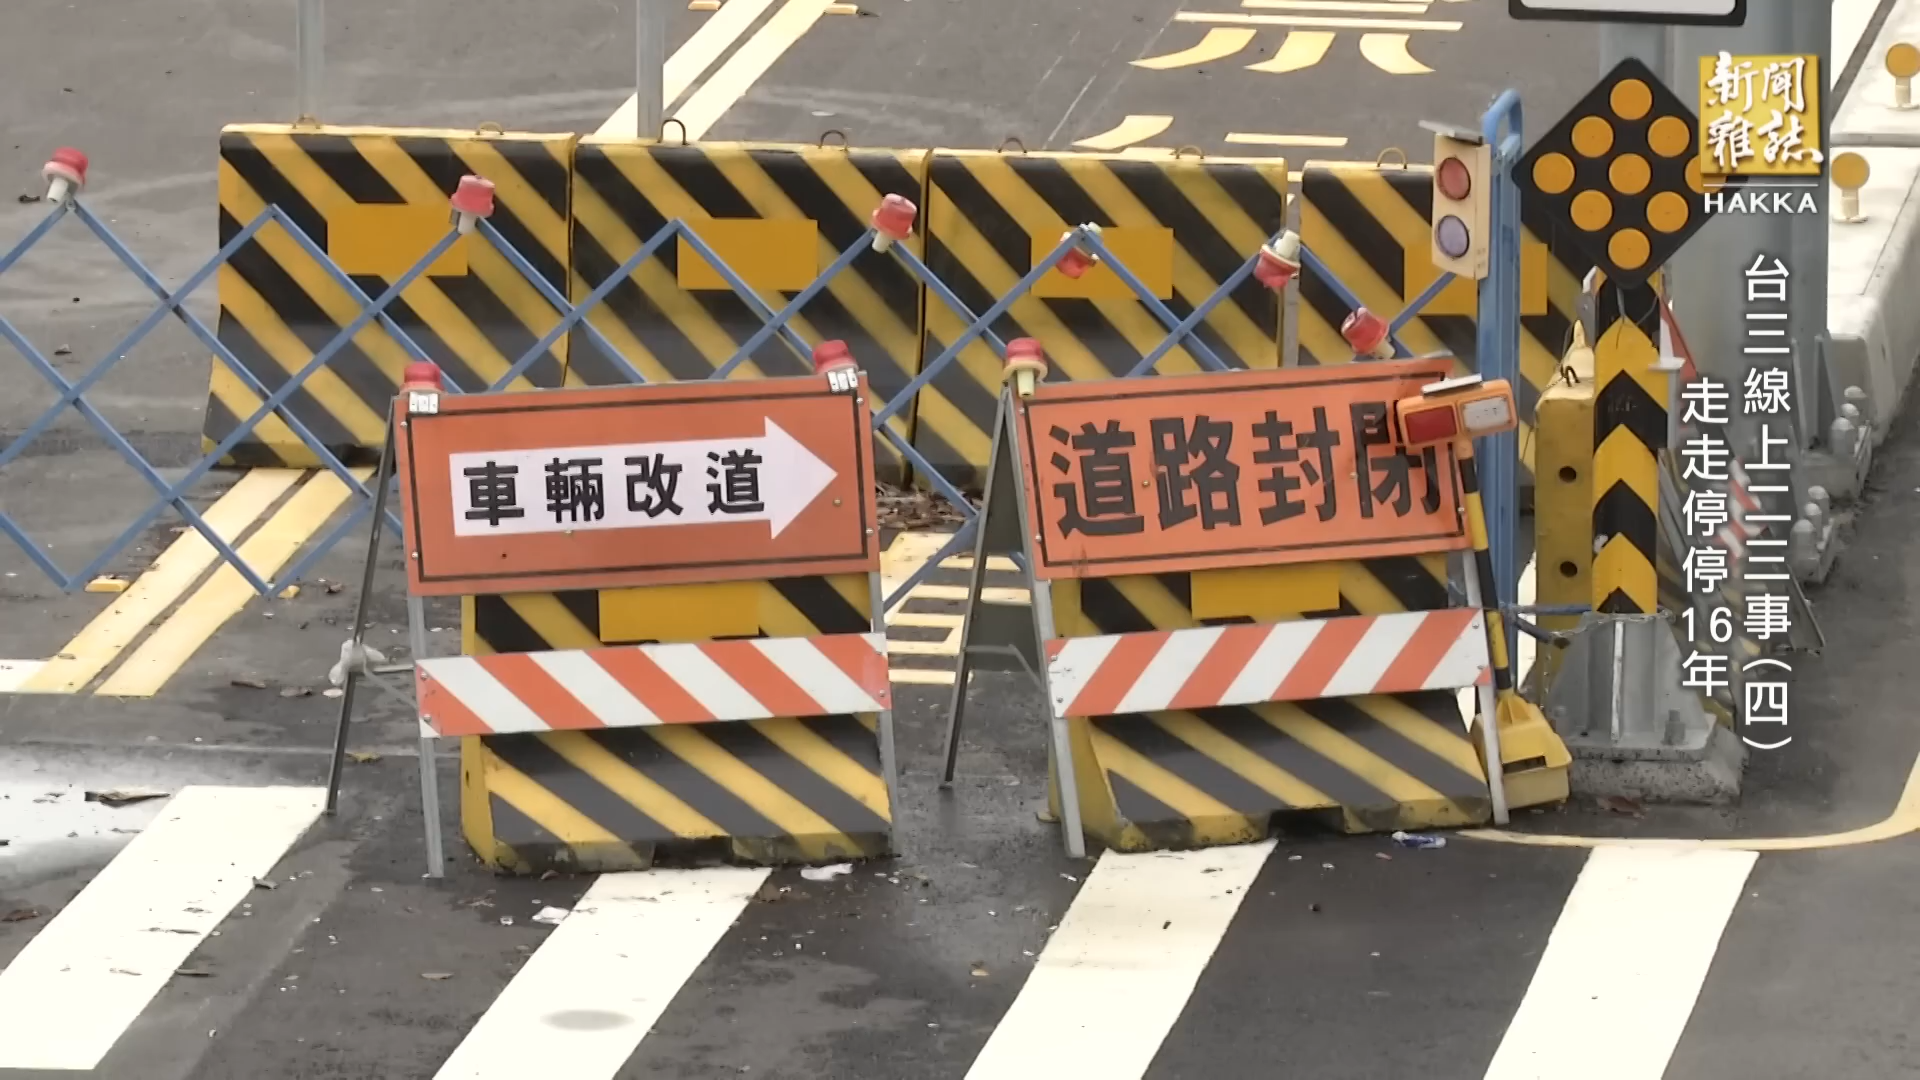 新聞
雜誌
HAKKA
台三線上二三事(四)
走走停停16年
車輛改道
道路封閉